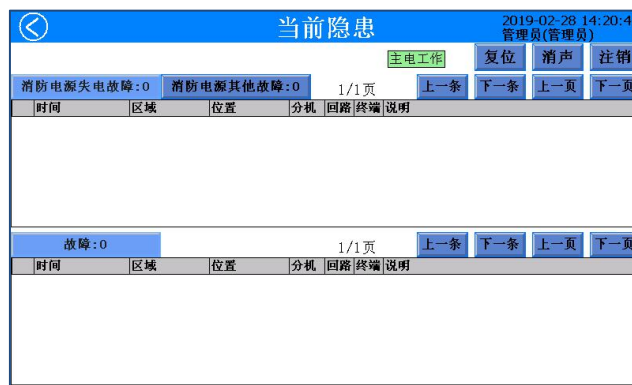 当前隐患
2019-02-28 14:20:4
管理员(管理员)
主电工作 复位 消声 注销
消防电源失电故障:0 消防电源其他故障:0 1/1页 上一条 下一条 上一页 下一页
时间 区域 位置 分机 回路 终端 说明
故障:0 1/1页 上一条 下一条 上一页 下一页
时间 区域 位置 分机 回路 终端 说明